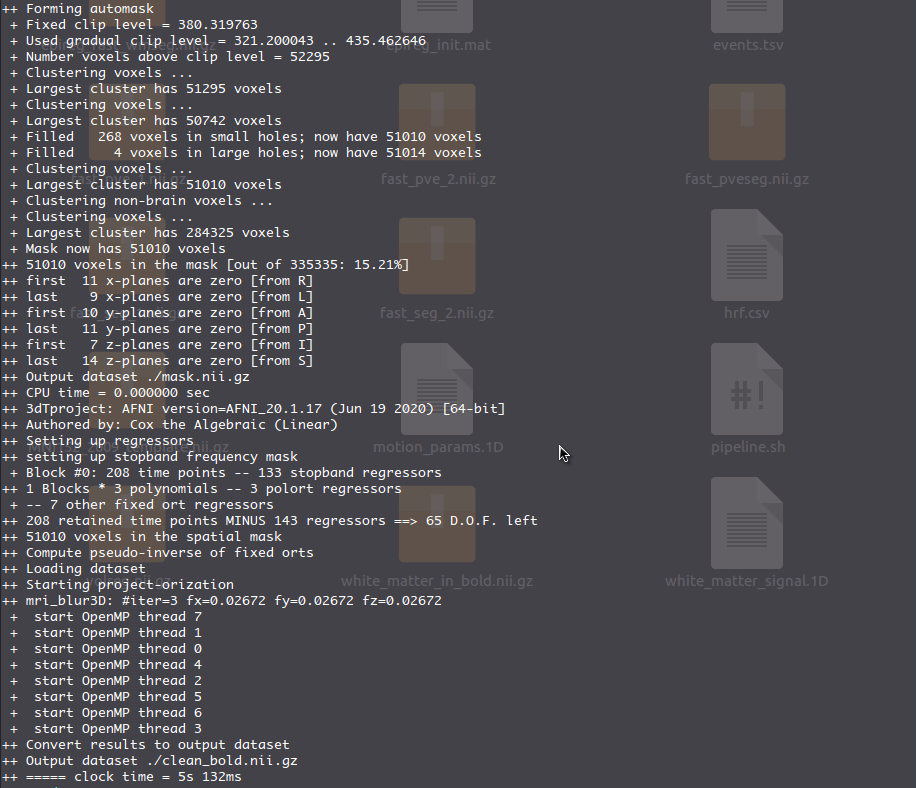 ++ Forming automask
+ Fixed clip level = 380.319763
+ Used gradual clip level = 321.200043 .. 435.462646
+ Number voxels above clip level = 52295
+ Clustering voxels ...
+ Largest cluster has 51295 voxels
+ Clustering voxels ...
+ Largest cluster has 50742 voxels
+ Filled   268 voxels in small holes; now have 51010 voxels
+ Filled     4 voxels in large holes; now have 51014 voxels
+ Clustering voxels ...
+ Largest cluster has 51010 voxels
+ Clustering non-brain voxels ...
+ Clustering voxels ...
+ Largest cluster has 284325 voxels
+ Mask now has 51010 voxels
++ 51010 voxels in the mask [out of 335335: 15.21%]
++ first  11 x-planes are zero [from R]
++ last    9 x-planes are zero [from L]
++ first  10 y-planes are zero [from A]
++ last   11 y-planes are zero [from P]
++ first   7 z-planes are zero [from I]
++ last   14 z-planes are zero [from S]
++ Output dataset ./mask.nii.gz
++ CPU time = 0.000000 sec
++ 3dTproject: AFNI version=AFNI_20.1.17 (Jun 19 2020) [64-bit]
++ Authored by: Cox the Algebraic (Linear)
++ Setting up regressors
++ setting up stopband frequency mask
+ Block #0: 208 time points -- 133 stopband regressors
++ 1 Blocks * 3 polynomials -- 3 polort regressors
+ -- 7 other fixed ort regressors
++ 208 retained time points MINUS 143 regressors ==> 65 D.O.F. left
++ 51010 voxels in the spatial mask
++ Compute pseudo-inverse of fixed orts
++ Loading dataset
++ Starting project-orization
++ mri_blur3D: #iter=3 fx=0.02672 fy=0.02672 fz=0.02672
+  start OpenMP thread 7
+  start OpenMP thread 1
+  start OpenMP thread 0
+  start OpenMP thread 4
+  start OpenMP thread 2
+  start OpenMP thread 5
+  start OpenMP thread 6
+  start OpenMP thread 3
++ Convert results to output dataset
++ Output dataset ./clean_bold.nii.gz
++ ===== clock time = 5s 132ms
epireg_init.mat
events.tsv
fast_pve_2.nii.gz
fast_pveseg.nii.gz
fast_seg_2.nii.gz
hrf.csv
motion_params.1D
#!
pipeline.sh
white_matter_in_bold.nii.gz
white_matter_signal.1D